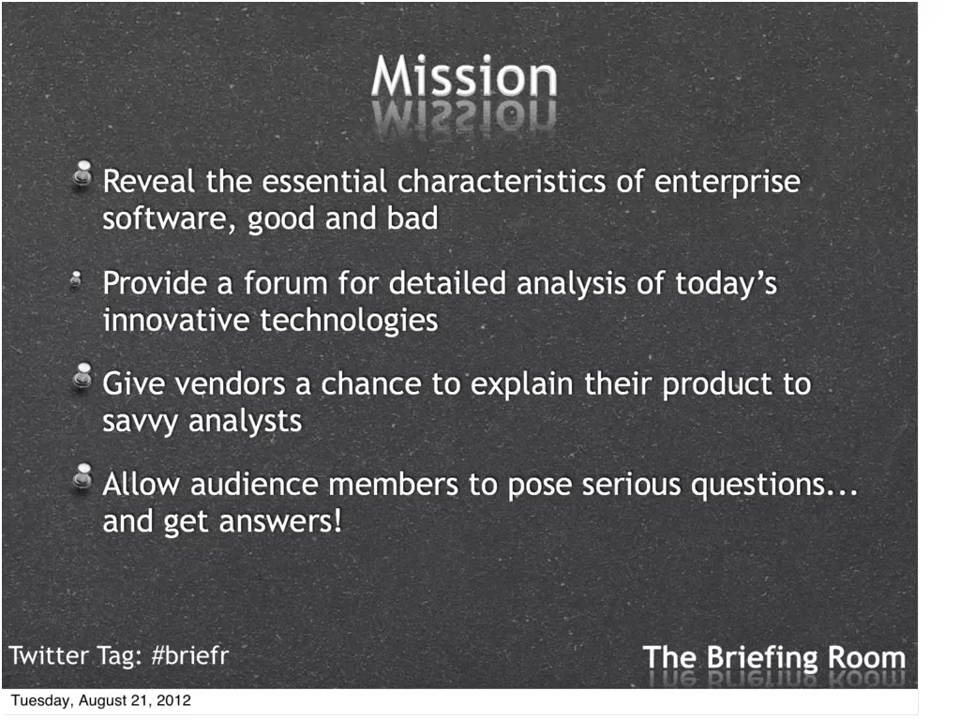 Mission
Reveal the essential characteristics of enterprise
software, good and bad
Provide a forum for detailed analysis of today’s
innovative technologies
Give vendors a chance to explain their product to
savvy analysts
Allow audience members to pose serious questions...
and get answers!
Twitter Tag: #briefr
The Briefing Room
Tuesday, August 21, 2012